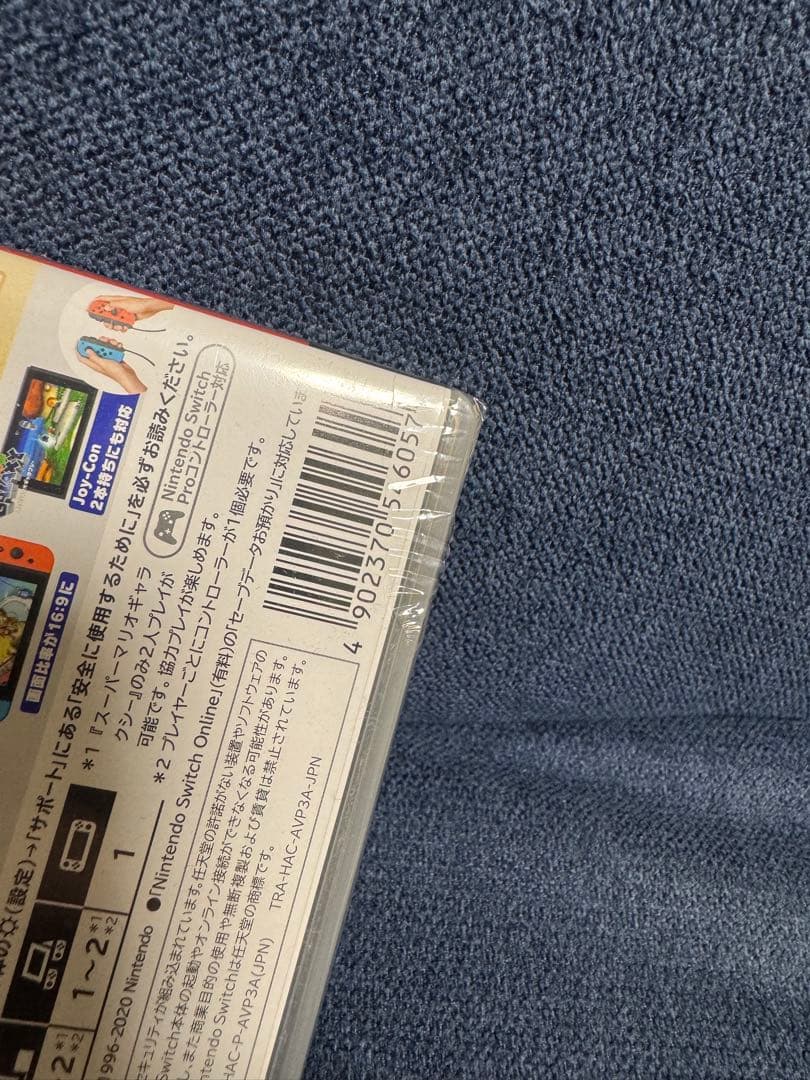 Joy-Con
2本持ちにも対応
画面比率が16:9に
にある「安全に使用するために」を必ずお読みください。
(設定)→「サポート」
*1『スーパーマリオギャラ
クシー』のみ2人プレイが
可能です。協力プレイが楽しめます。
Nintendo Switch
Proコントローラー対応
*2 プレイヤーごとにコントローラーが1個必要です。
1
1～2*1
*2
2*1
*2
●「Nintendo Switch Online」(有料)の「セーブデータお預かり」に対応していま
1996-2020 Nintendo
セキュリティが組み込まれています。任天堂の許諾がない装置やソフトウェアの
Switch本体の起動やオンライン接続ができなくなる可能性があります。
し、また商業目的の使用や無断複製および賃貸は禁止されています。
ntendo Switchは任天堂の商標です。
HAC-P-AVP3A(JPN) TRA-HAC-AVP3A-JPN
4 902370 546057